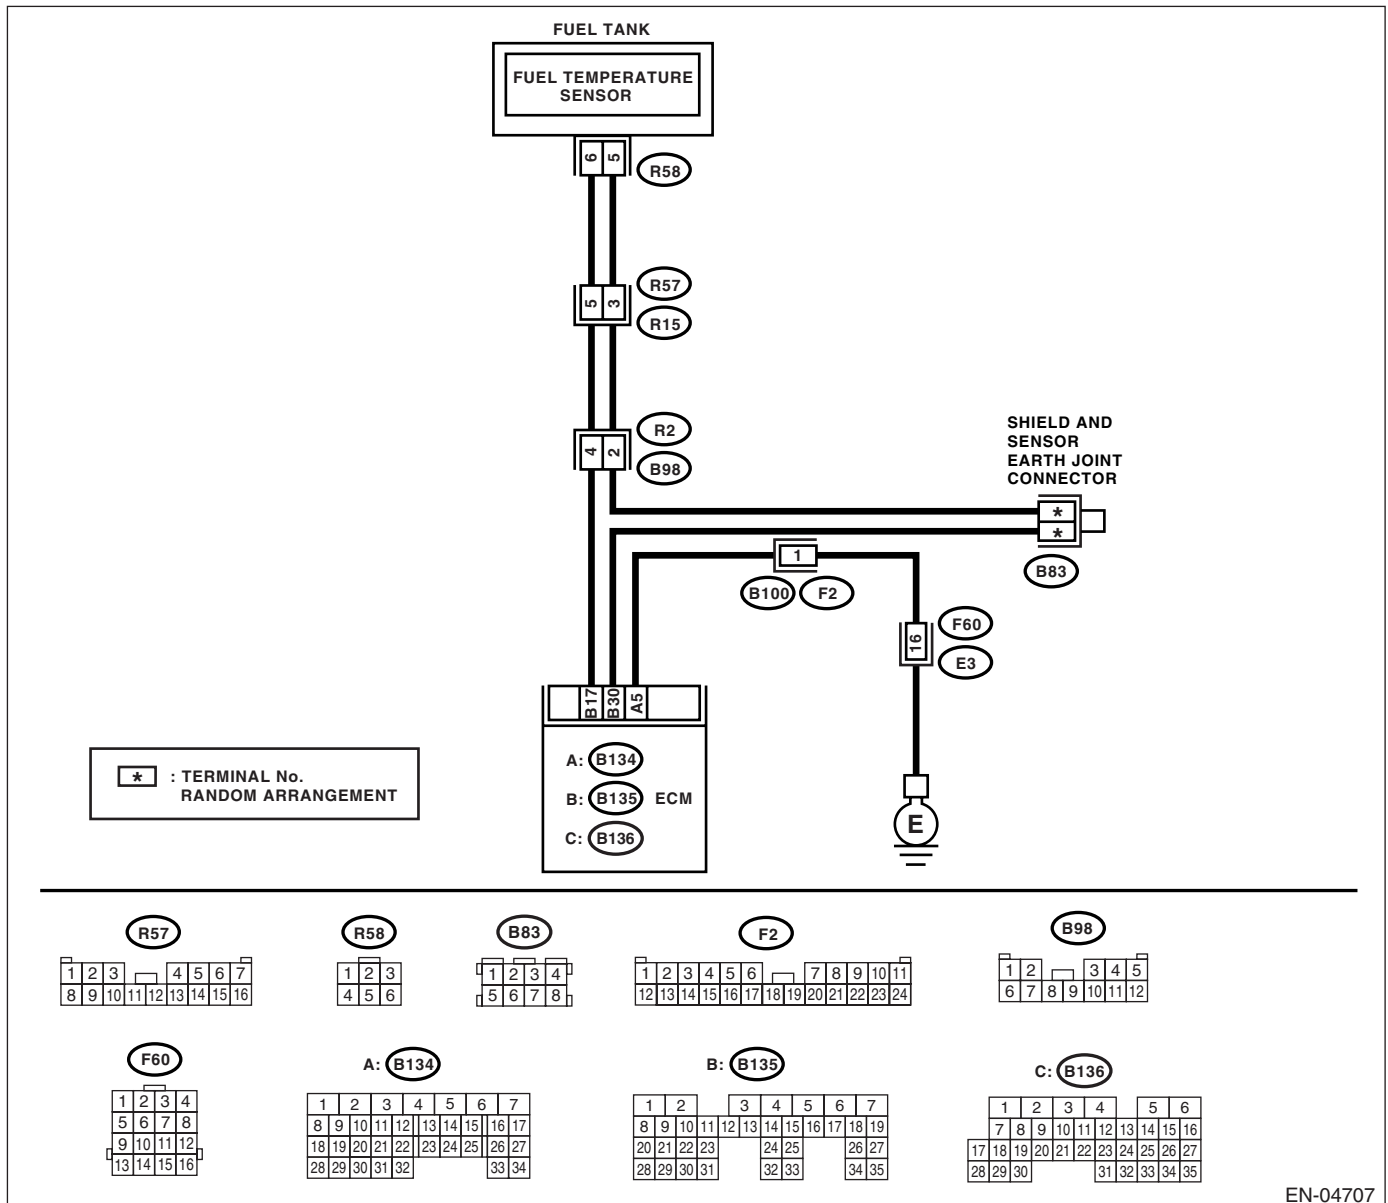 FUEL TANK
FUEL TEMPERATURE
SENSOR
6 5
R58
5 3
R57
R15
4 2
R2
B98
SHIELD AND
SENSOR
EARTH JOINT
CONNECTOR
*
*
B83
1
B100 F2
16
F60
E3
B17 B30 A5
A: B134
B: B135 ECM
C: B136
E
* : TERMINAL No.
RANDOM ARRANGEMENT
R57
1 2 3 4 5 6 7
8 9 10 11 12 13 14 15 16
R58
1 2 3
4 5 6
B83
1 2 3 4
5 6 7 8
F2
1 2 3 4 5 6 7 8 9 10 11
12 13 14 15 16 17 18 19 20 21 22 23 24
B98
1 2 3 4 5
6 7 8 9 10 11 12
F60
1 2 3 4
5 6 7 8
9 10 11 12
13 14 15 16
A: B134
1 2 3 4 5 6 7
8 9 10 11 12 13 14 15 16 17
18 19 20 21 22 23 24 25 26 27
28 29 30 31 32 33 34
B: B135
1 2 3 4 5 6 7
8 9 10 11 12 13 14 15 16 17 18 19
20 21 22 23 24 25 26 27
28 29 30 31 32 33 34 35
C: B136
1 2 3 4 5 6
7 8 9 10 11 12 13 14 15 16
17 18 19 20 21 22 23 24 25 26 27
28 29 30 31 32 33 34 35
EN-04707